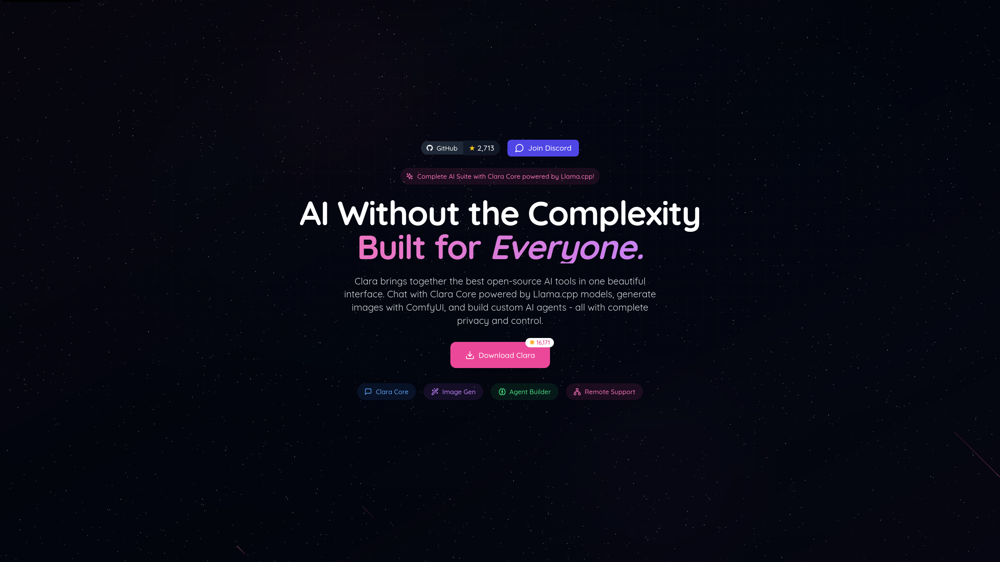 GitHub ★ 2,713 Join Discord
Complete AI Suite with Clara Core powered by Llama.cpp!
AI Without the Complexity
Built for Everyone.
Clara brings together the best open-source AI tools in one beautiful
interface. Chat with Clara Core powered by Llama.cpp models, generate
images with ComfyUI, and build custom AI agents - all with complete
privacy and control.
16,171
Download Clara
Clara Core Image Gen Agent Builder Remote Support